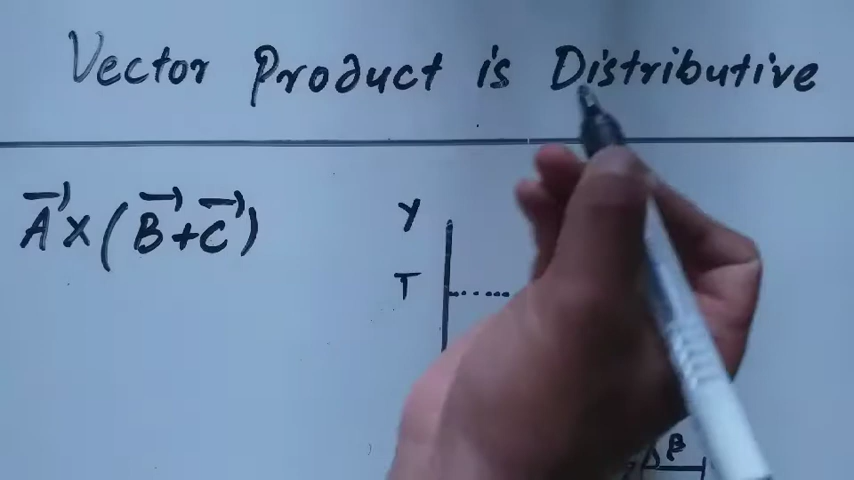 Vector Product is Distributive
A⃗ × ( B⃗ + C⃗ )
Y
T
β